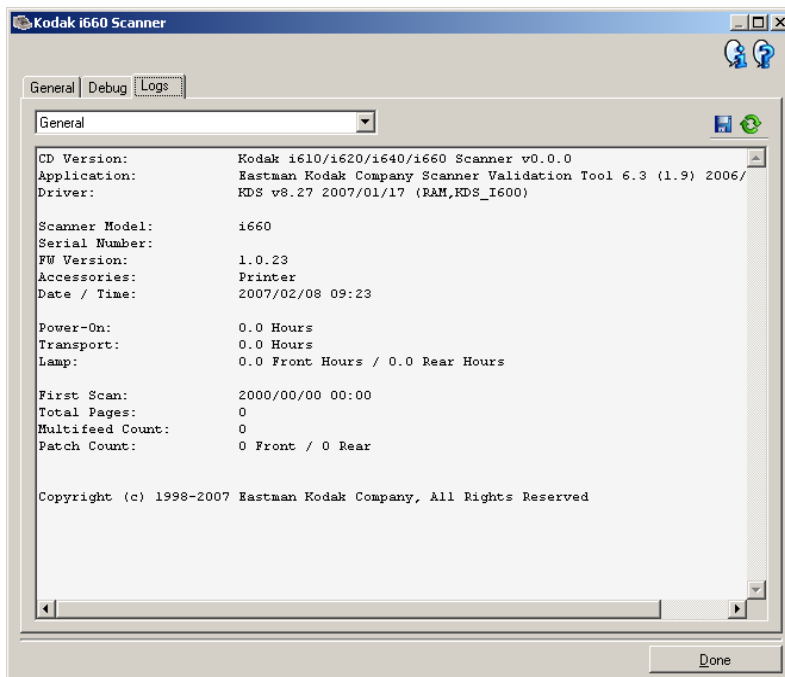 Kodak i660 Scanner
General Debug Logs
General
CD Version: Kodak i610/i620/i640/i660 Scanner v0.0.0
Application: Eastman Kodak Company Scanner Validation Tool 6.3 (1.9) 2006/
Driver: KDS v8.27 2007/01/17 (RAM,KDS_I600)
Scanner Model: i660
Serial Number:
FW Version: 1.0.23
Accessories: Printer
Date / Time: 2007/02/08 09:23
Power-On: 0.0 Hours
Transport: 0.0 Hours
Lamp: 0.0 Front Hours / 0.0 Rear Hours
First Scan: 2000/00/00 00:00
Total Pages: 0
Multifeed Count: 0
Patch Count: 0 Front / 0 Rear
Copyright (c) 1998-2007 Eastman Kodak Company, All Rights Reserved
Done